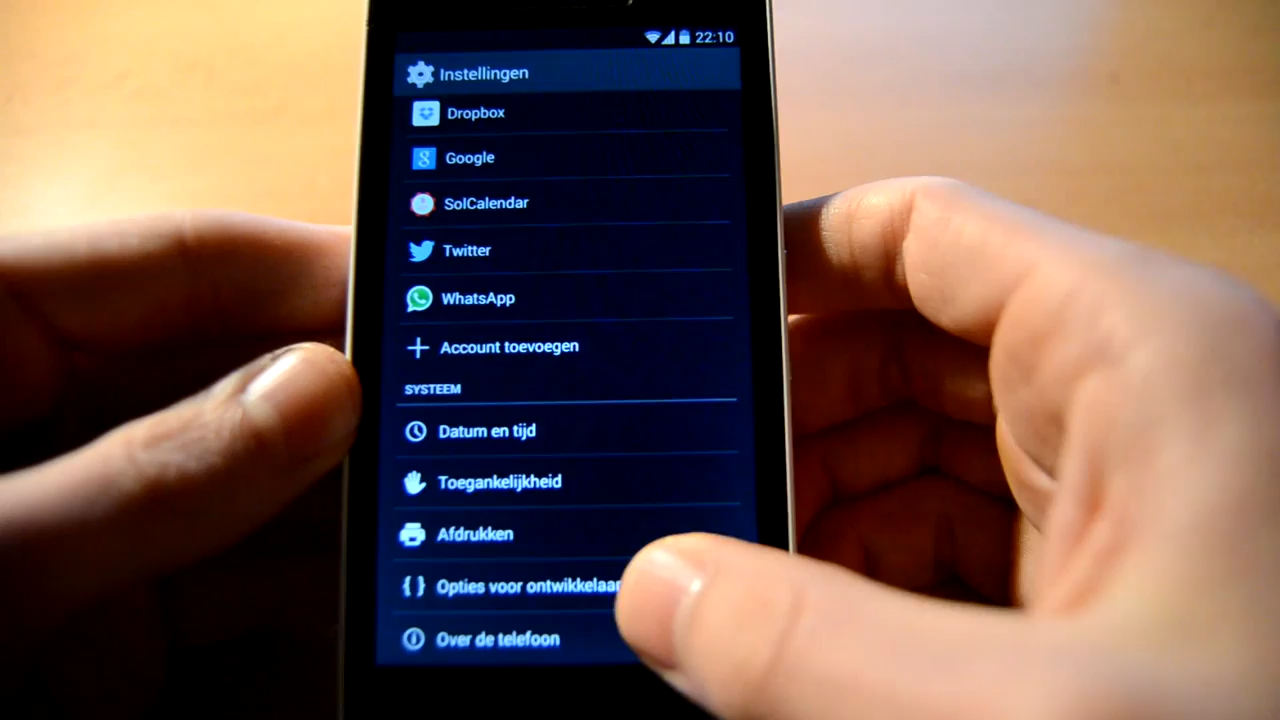 22:10
Instellingen
Dropbox
Google
SolCalendar
Twitter
WhatsApp
Account toevoegen
SYSTEEM
Datum en tijd
Toegankelijkheid
Afdrukken
Opties voor
Over de telefoon